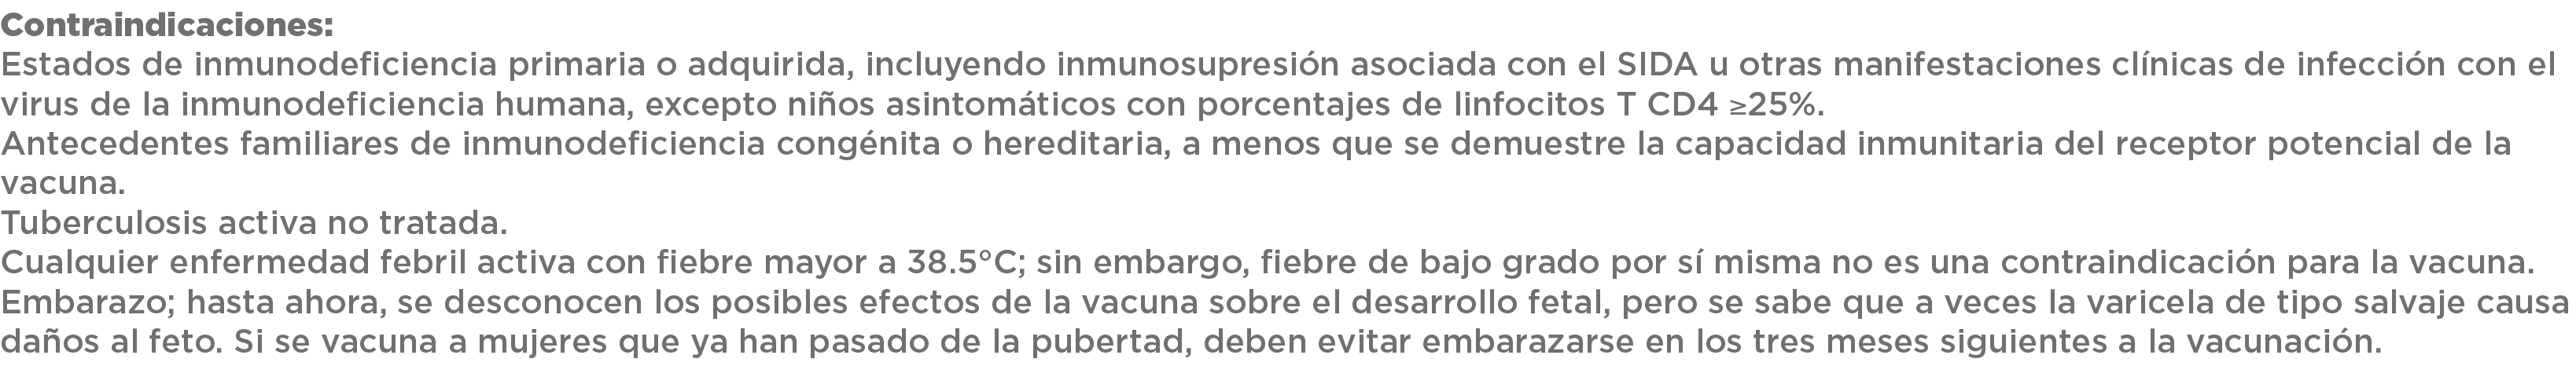 Contraindicaciones:
Estados de inmunodeficiencia primaria o adquirida, incluyendo inmunosupresión asociada con el SIDA u otras manifestaciones clínicas de infección con el
virus de la inmunodeficiencia humana, excepto niños asintomáticos con porcentajes de linfocitos T CD4 ≥25%.
Antecedentes familiares de inmunodeficiencia congénita o hereditaria, a menos que se demuestre la capacidad inmunitaria del receptor potencial de la
vacuna.
Tuberculosis activa no tratada.
Cualquier enfermedad febril activa con fiebre mayor a 38.5°C; sin embargo, fiebre de bajo grado por sí misma no es una contraindicación para la vacuna.
Embarazo; hasta ahora, se desconocen los posibles efectos de la vacuna sobre el desarrollo fetal, pero se sabe que a veces la varicela de tipo salvaje causa
daños al feto. Si se vacuna a mujeres que ya han pasado de la pubertad, deben evitar embarazarse en los tres meses siguientes a la vacunación.